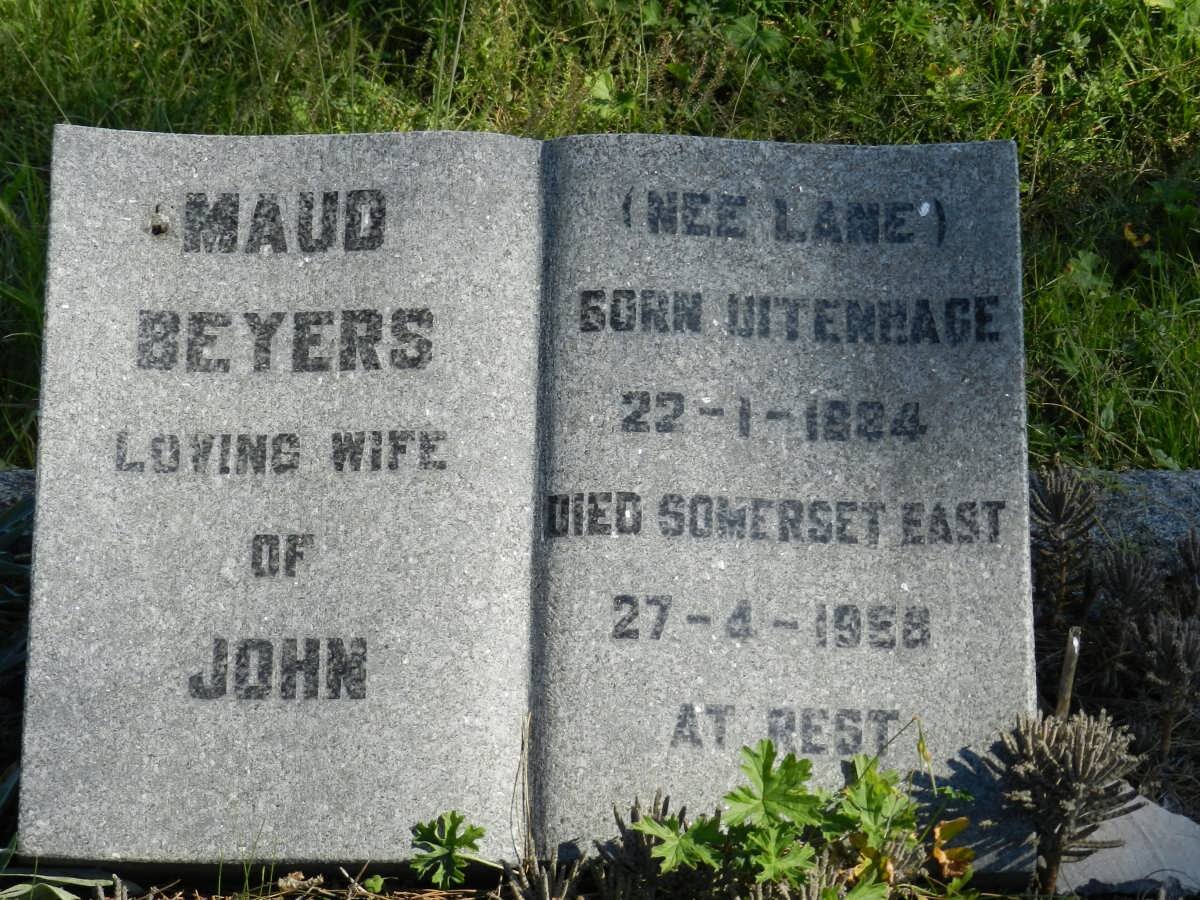 MAUD
BEYERS
LOVING WIFE
OF
JOHN
(NEE LANE)
BORN UITENHAGE
22-1-1884
DIED SOMERSET EAST
27-4-1958
AT REST